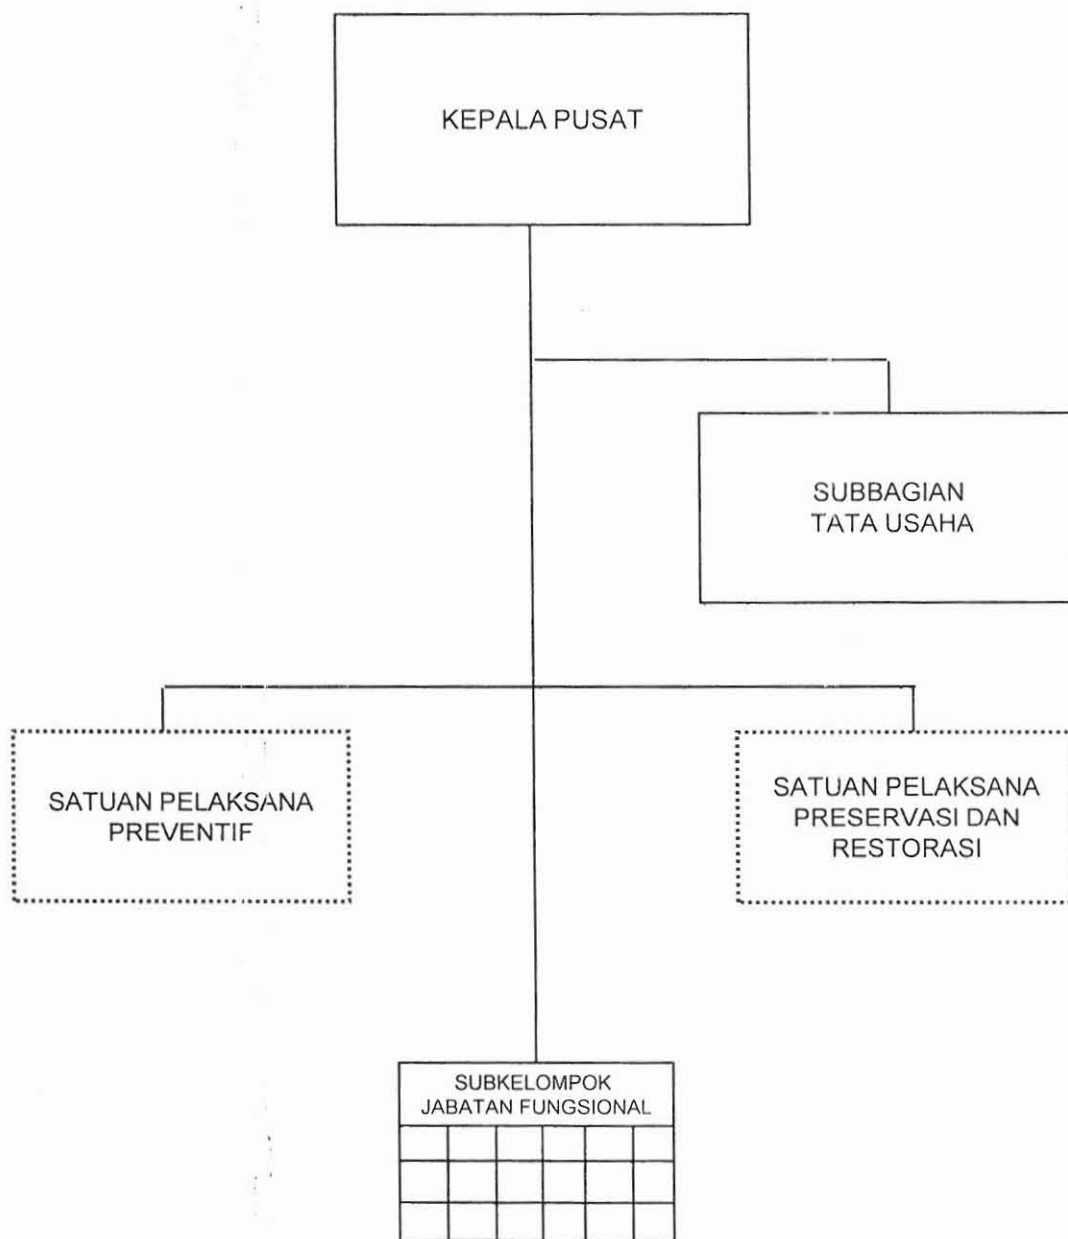 KEPALA PUSAT
SUBBAGIAN
TATA USAHA
SATUAN PELAKSANA
PREVENTIF
SATUAN PELAKSANA
PRESERVASI DAN
RESTORASI
SUBKELOMPOK
JABATAN FUNGSIONAL